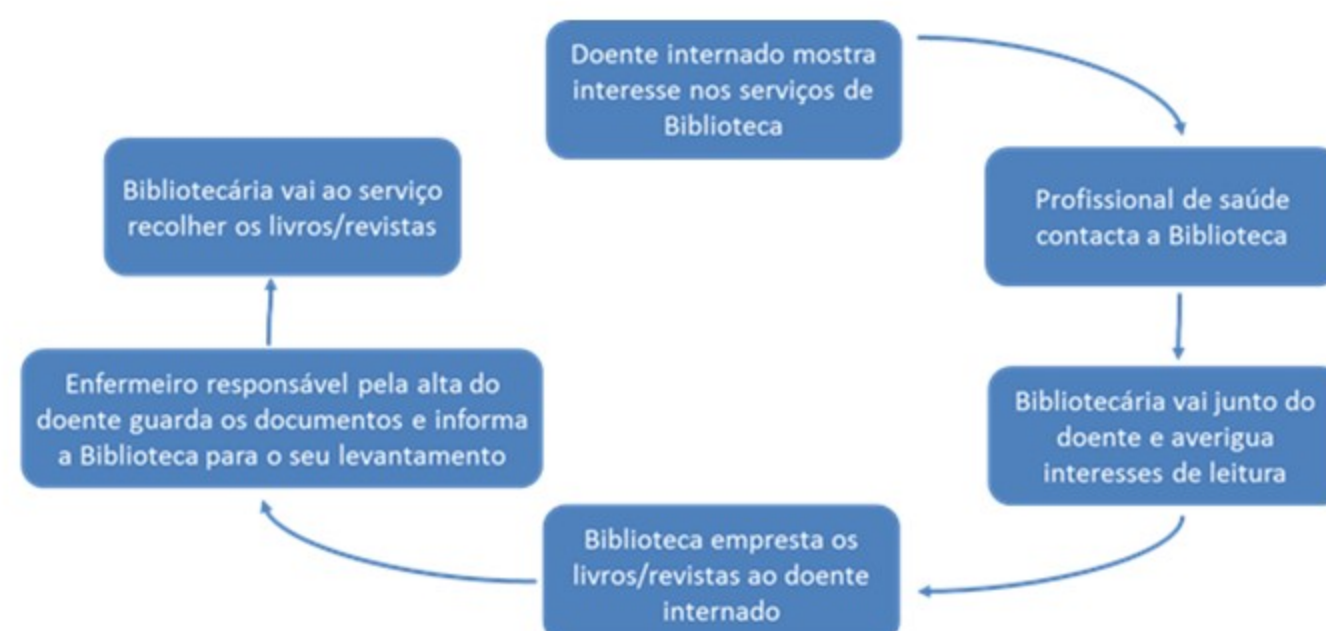 Doente internado mostra
interesse nos serviços de
Biblioteca
Profissional de saúde
contacta a Biblioteca
Bibliotecária vai junto do
doente e averigua
interesses de leitura
Biblioteca empresta os
livros/revistas ao doente
internado
Enfermeiro responsável pela alta do
doente guarda os documentos e informa
a Biblioteca para o seu levantamento
Bibliotecária vai ao serviço
recolher os livros/revistas